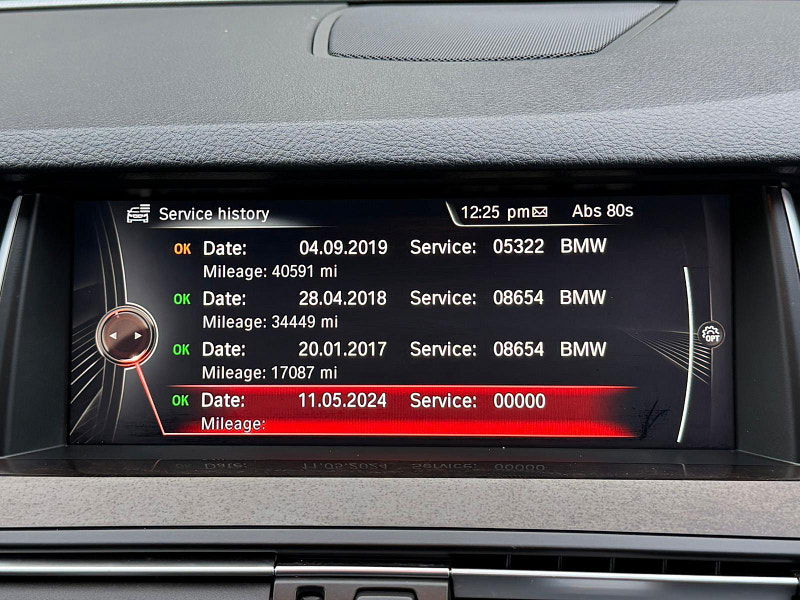 Service history 12:25 pm Abs 80s
OK Date: 04.09.2019 Service: 05322 BMW
Mileage: 40591 mi
OK Date: 28.04.2018 Service: 08654 BMW
Mileage: 34449 mi
OK Date: 20.01.2017 Service: 08654 BMW
Mileage: 17087 mi
OK Date: 11.05.2024 Service: 00000
Mileage:
OPT